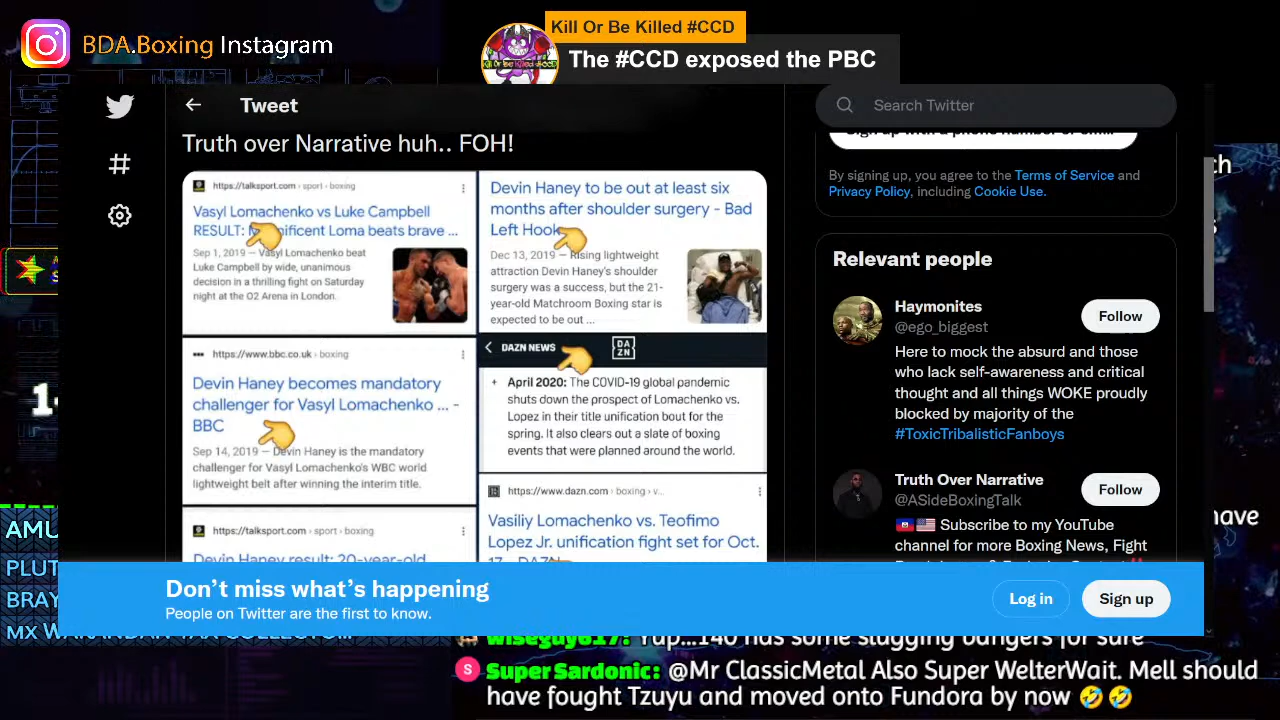 BDA.Boxing Instagram
Kill Or Be Killed #CCD
The #CCD exposed the PBC
Tweet
Search Twitter
Truth over Narrative huh.. FOH!
By signing up, you agree to the Terms of Service and
Privacy Policy, including Cookie Use.
https://talksport.com › sport › boxing
Vasyl Lomachenko vs Luke Campbell
Loma beats brave ...
Sep 1, 2019 — Vasyl Lomachenko beat
Luke Campbell by wide, unanimous
decision in a thrilling fight on Saturday
night at the O2 Arena in London.
Devin Haney to be out at least six
months after shoulder surgery - Bad
Left Hook
Dec 13, 2019 — Rising lightweight
attraction Devin Haney's shoulder
surgery was a success, but the 21-
year-old Matchroom Boxing star is
expected to be out ...
https://www.bbc.co.uk › boxing
Devin Haney becomes mandatory
challenger for Vasyl Lomachenko ... -
BBC
Sep 14, 2019 — Devin Haney is the mandatory
challenger for Vasyl Lomachenko's WBC world
lightweight belt after winning the interim title.
DAZN NEWS
DAZN
+ April 2020: The COVID-19 global pandemic
shuts down the prospect of Lomachenko vs.
Lopez in their title unification bout for the
spring. It also clears out a slate of boxing
events that were planned around the world.
https://talksport.com › sport › boxing
Devin Haney result: 20-year-old
https://www.dazn.com › boxing › v...
Vasiliy Lomachenko vs. Teofimo
Lopez Jr. unification fight set for Oct.
Relevant people
Haymonites
@ego_biggest
Follow
Here to mock the absurd and those
who lack self-awareness and critical
thought and all things WOKE proudly
blocked by majority of the
#ToxicTribalisticFanboys
Truth Over Narrative
@ASideBoxingTalk
Follow
🇭🇹🇺🇸 Subscribe to my YouTube
channel for more Boxing News, Fight
Don't miss what's happening
People on Twitter are the first to know.
Log in
Sign up
AMU
PLUT
BRAY
have
wiseguy617: Yup...140 has some slugging bangers for sure
S
Super Sardonic: @Mr ClassicMetal Also Super WelterWait. Mell should
have fought Tzuyu and moved onto Fundora by now 🤣🤣